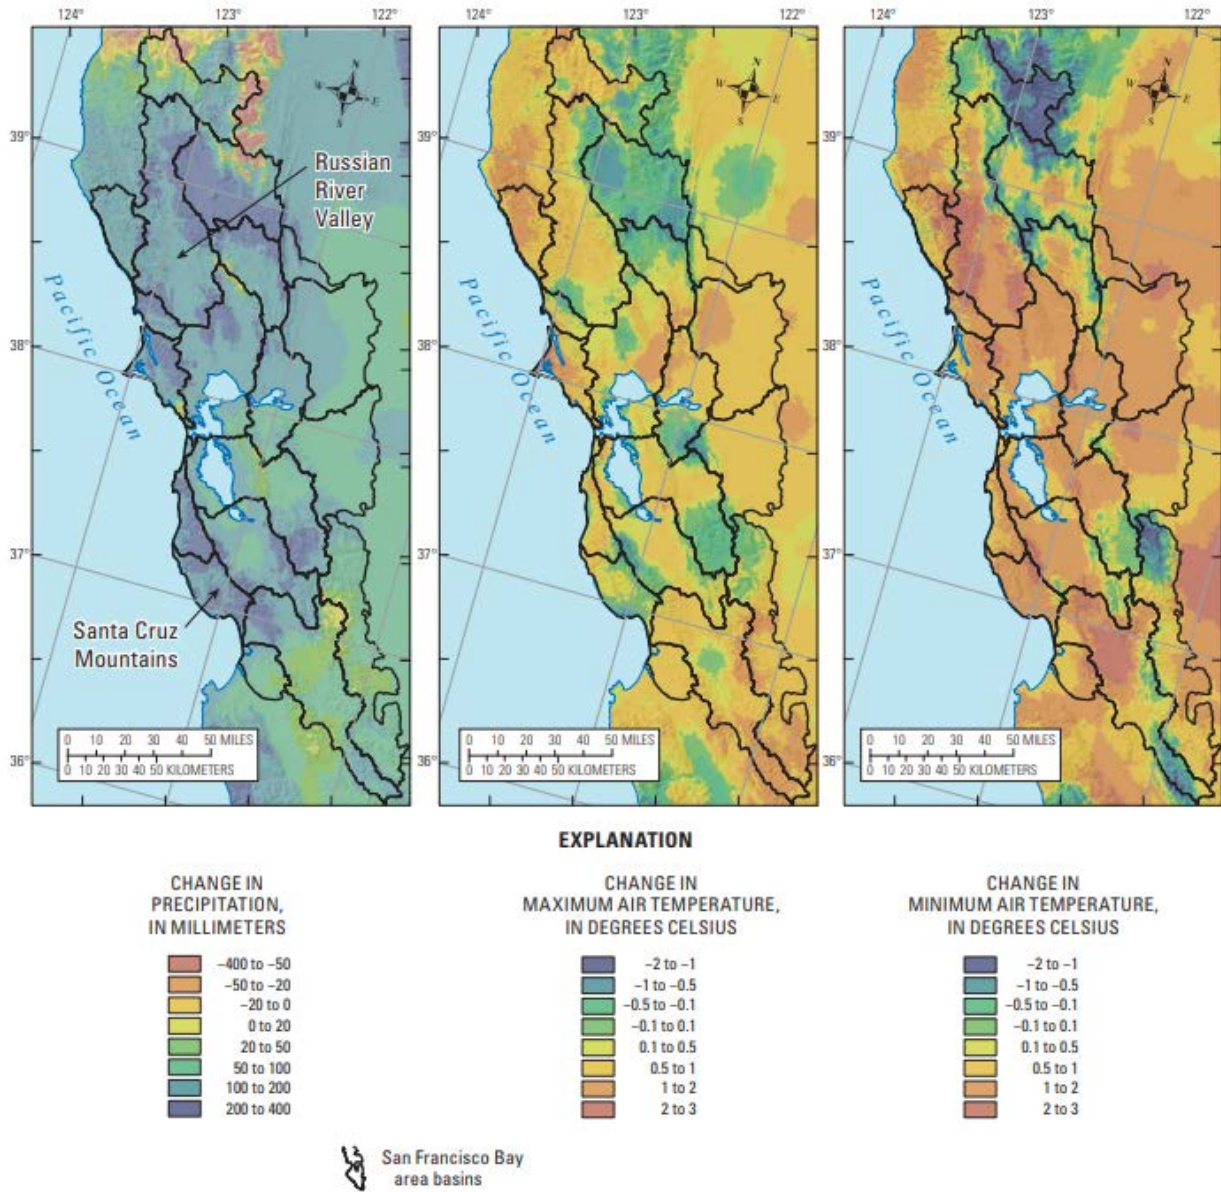 124°
123°
122°
124°
123°
122°
124°
123°
122°
N
W
E
S
N
W
E
S
N
W
E
S
39°
38°
37°
36°
39°
38°
37°
36°
39°
38°
37°
36°
Russian
River
Valley
Pacific
Ocean
Pacific
Ocean
Pacific
Ocean
Santa Cruz
Mountains
0 10 20 30 40 50 MILES
0 10 20 30 40 50 KILOMETERS
0 10 20 30 40 50 MILES
0 10 20 30 40 50 KILOMETERS
0 10 20 30 40 50 MILES
0 10 20 30 40 50 KILOMETERS
EXPLANATION
CHANGE IN
PRECIPITATION,
IN MILLIMETERS
−400 to −50
−50 to −20
−20 to 0
0 to 20
20 to 50
50 to 100
100 to 200
200 to 400
CHANGE IN
MAXIMUM AIR TEMPERATURE,
IN DEGREES CELSIUS
−2 to −1
−1 to −0.5
−0.5 to −0.1
−0.1 to 0.1
0.1 to 0.5
0.5 to 1
1 to 2
2 to 3
CHANGE IN
MINIMUM AIR TEMPERATURE,
IN DEGREES CELSIUS
−2 to −1
−1 to −0.5
−0.5 to −0.1
−0.1 to 0.1
0.1 to 0.5
0.5 to 1
1 to 2
2 to 3
San Francisco Bay
area basins